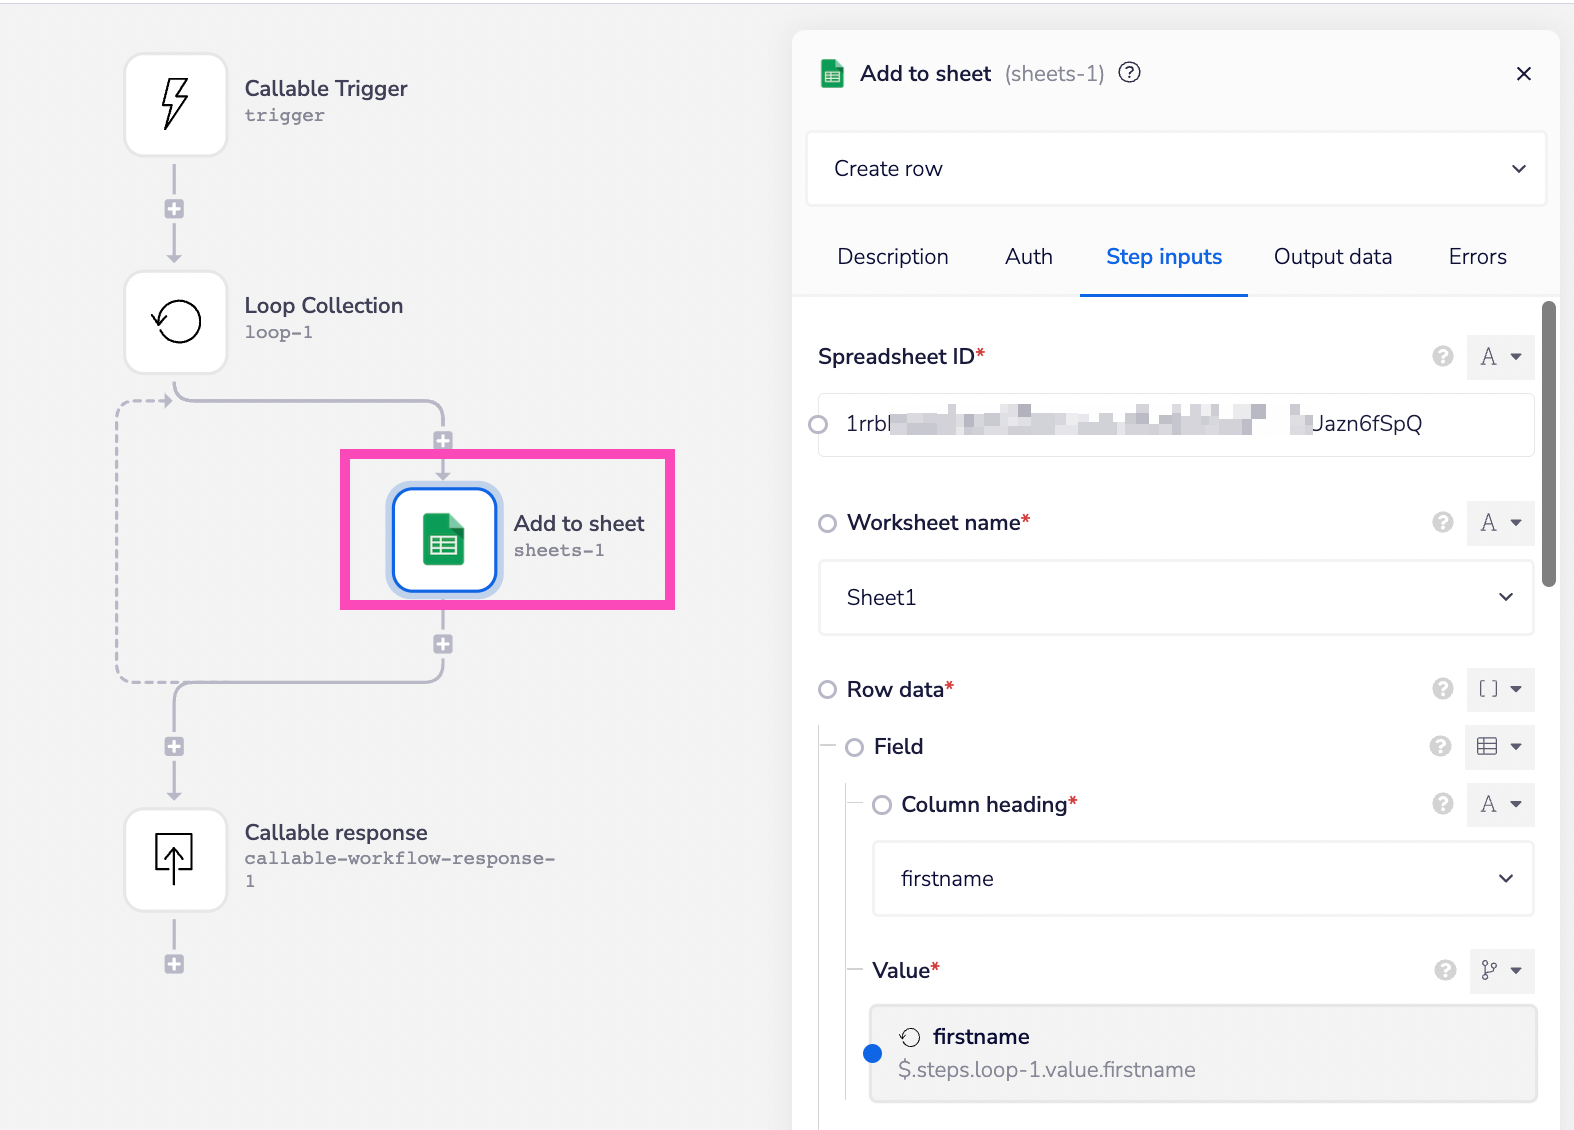 Callable Trigger
trigger
Loop Collection
loop-1
Add to sheet
sheets-1
Callable response
callable-workflow-response-
1
Add to sheet (sheets-1) ?
Create row
Description Auth Step inputs Output data Errors
Spreadsheet ID* ? A
1rrb Jazn6fSpQ
Worksheet name* ? A
Sheet1
Row data* ? [ ]
Field ?
Column heading* ? A
firstname
Value* ?
firstname
$.steps.loop-1.value.firstname